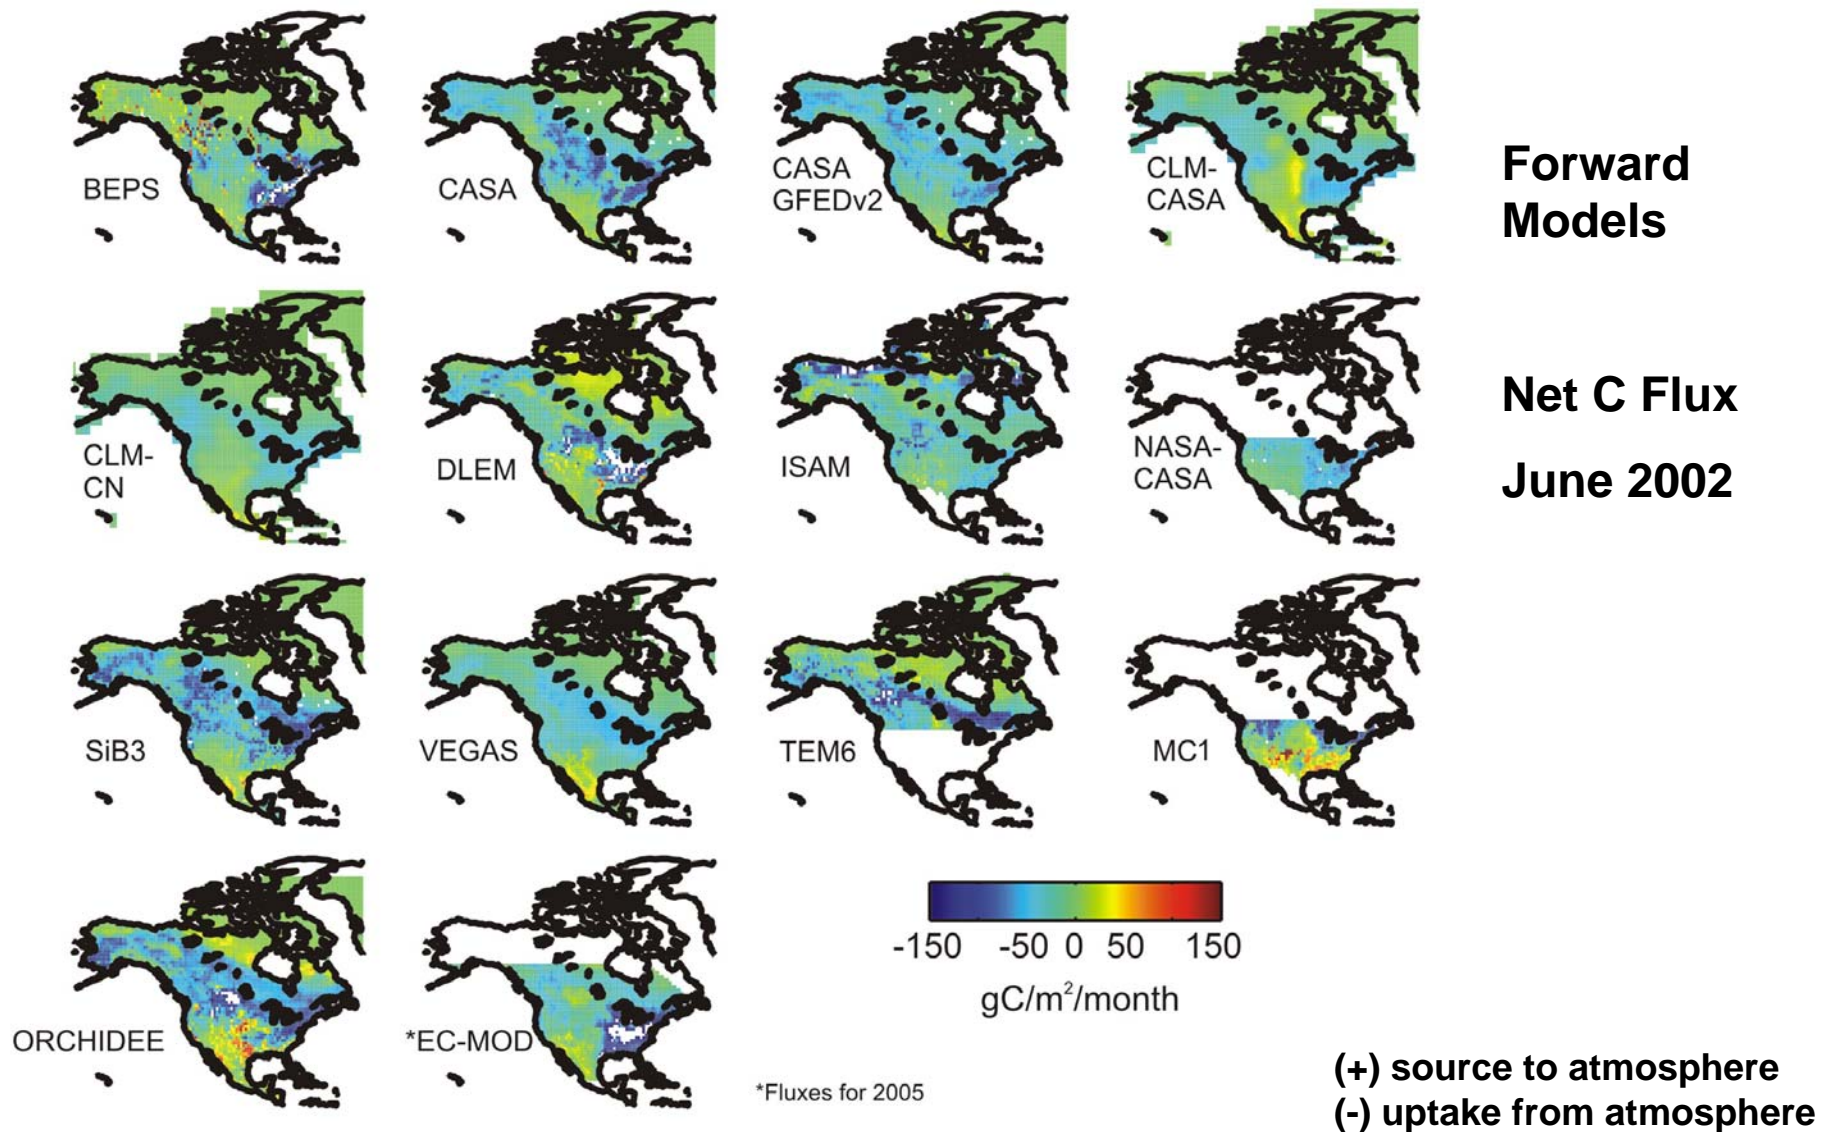 BEPS
CASA
CASA
GFEDv2
CLM-
CASA
Forward
Models
CLM-
CN
DLEM
ISAM
NASA-
CASA
Net C Flux
June 2002
SiB3
VEGAS
TEM6
MC1
ORCHIDEE
*EC-MOD
-150 -50 0 50 150
gC/m²/month
*Fluxes for 2005
(+) source to atmosphere
(-) uptake from atmosphere